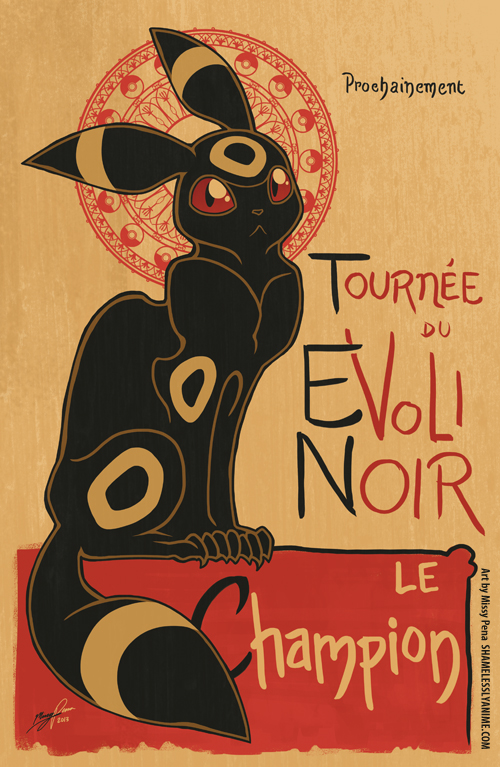 Prochainement
TOURNÉE
DU
ÉVOLI
NOIR
LE
Champion
Art by Missy Pena SHAMELESSLYANIME.COM